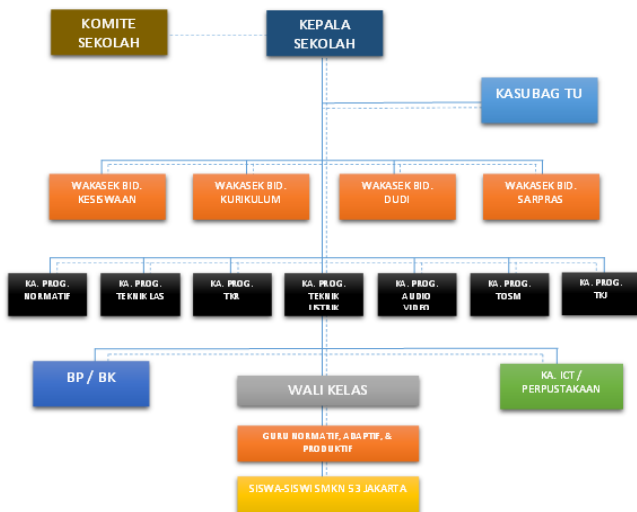 KOMITE
SEKOLAH
KEPALA
SEKOLAH
KASUBAG TU
WAKASEK BID.
KESISWAAN
WAKASEK BID.
KURIKULUM
WAKASEK BID.
DUDI
WAKASEK BID.
SARPRAS
KA. PROG.
NORMATIF
KA. PROG.
TEKNIK LAS
KA. PROG.
TKR
KA. PROG.
TEKNIK
LISTRIK
KA. PROG.
AUDIO
VIDEO
KA. PROG.
TOSM
KA. PROG.
TKJ
BP / BK
WALI KELAS
KA. ICT /
PERPUSTAKAAN
GURU NORMATIF, ADAPTIF, &
PRODUKTIF
SISWA-SISWI SMKN 53 JAKARTA